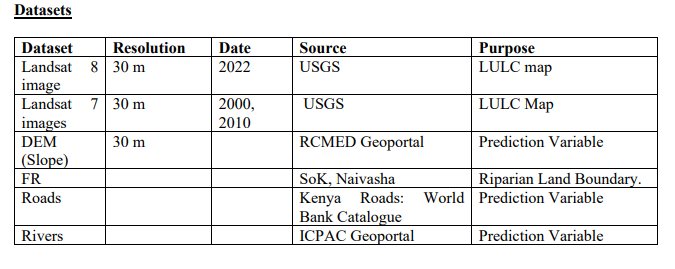 Datasets
Dataset Resolution Date Source Purpose
Landsat 8 30 m 2022 USGS LULC map
image
Landsat 7 30 m 2000, USGS LULC Map
images 2010
DEM 30 m RCMED Geoportal Prediction Variable
(Slope)
FR SoK, Naivasha Riparian Land Boundary.
Roads Kenya Roads: World Prediction Variable
Bank Catalogue
Rivers ICPAC Geoportal Prediction Variable